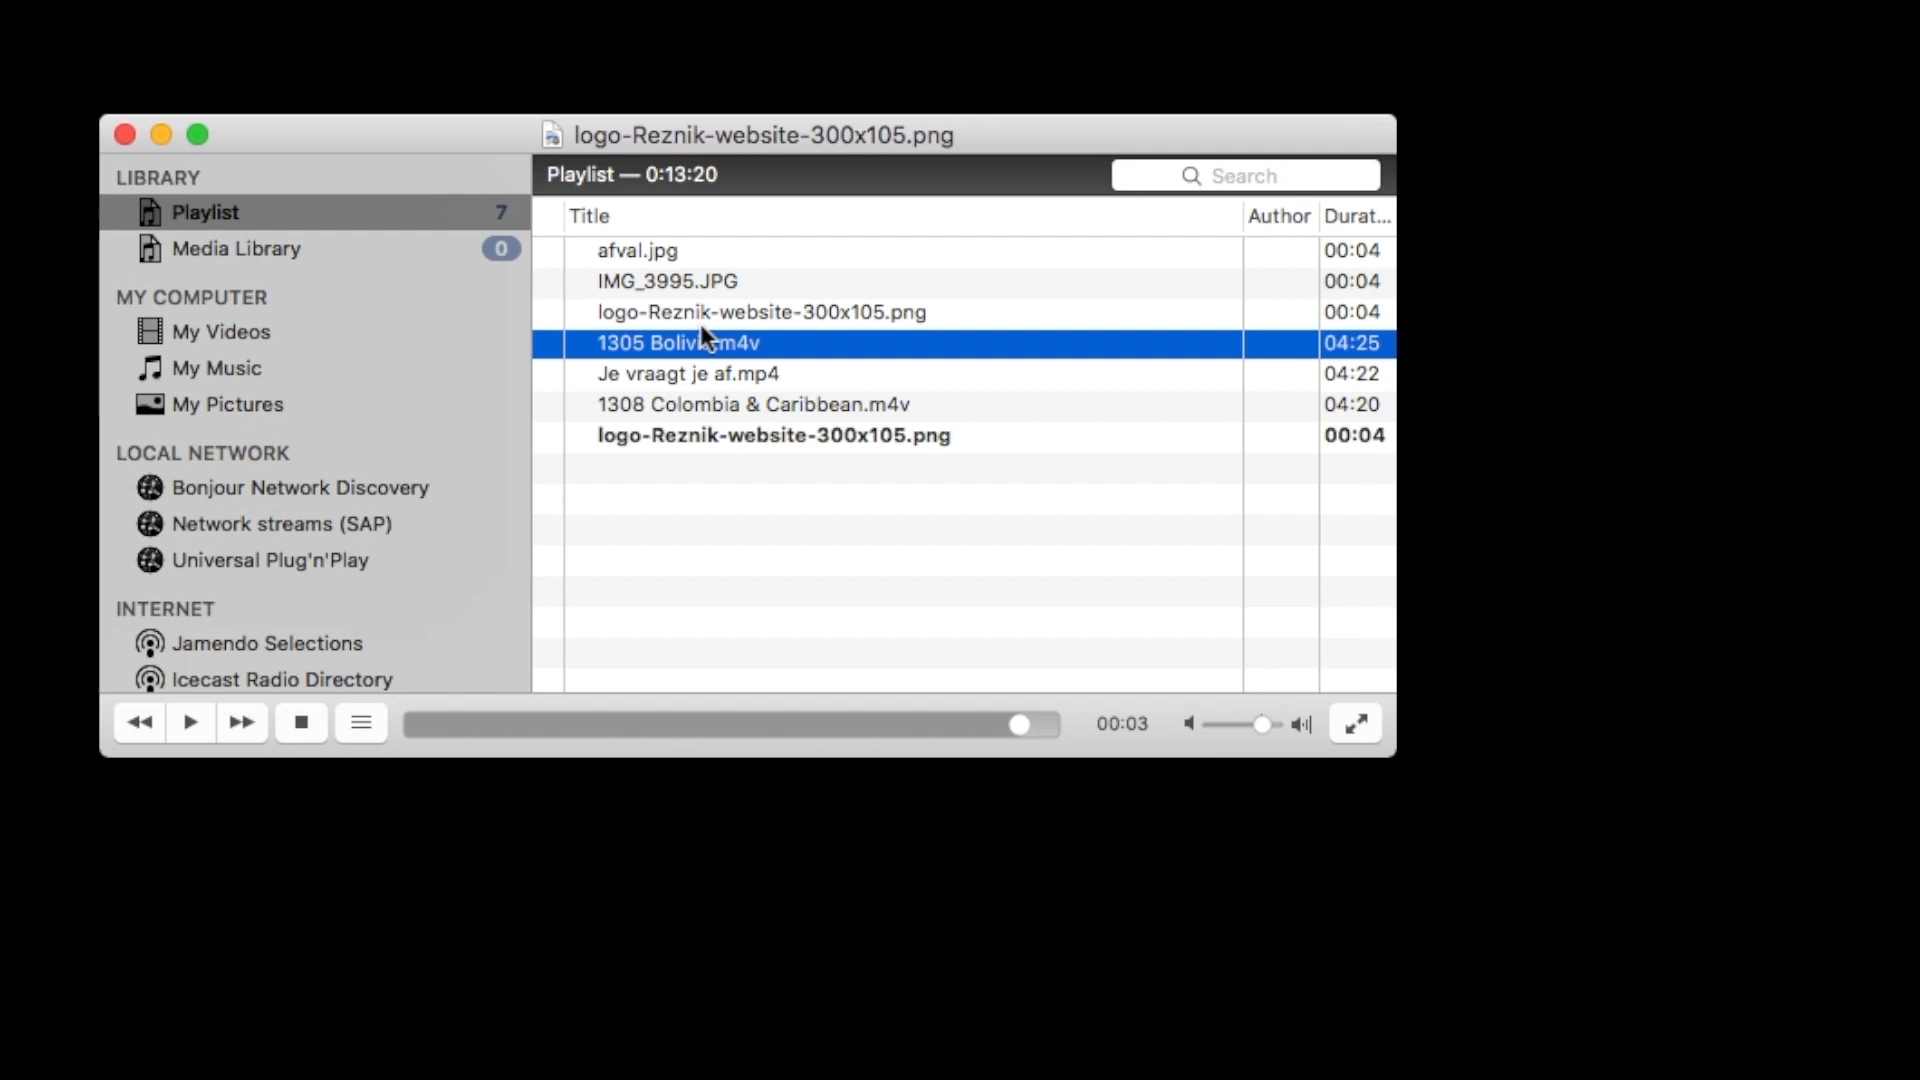 logo-Reznik-website-300x105.png
LIBRARY
Playlist 7
Media Library 0
MY COMPUTER
My Videos
My Music
My Pictures
LOCAL NETWORK
Bonjour Network Discovery
Network streams (SAP)
Universal Plug'n'Play
INTERNET
Jamendo Selections
Icecast Radio Directory
Playlist — 0:13:20
Search
Title Author Durat...
afval.jpg 00:04
IMG_3995.JPG 00:04
logo-Reznik-website-300x105.png 00:04
1305 m4v 04:25
Je vraagt je af.mp4 04:22
1308 Colombia & Caribbean.m4v 04:20
logo-Reznik-website-300x105.png 00:04
00:03